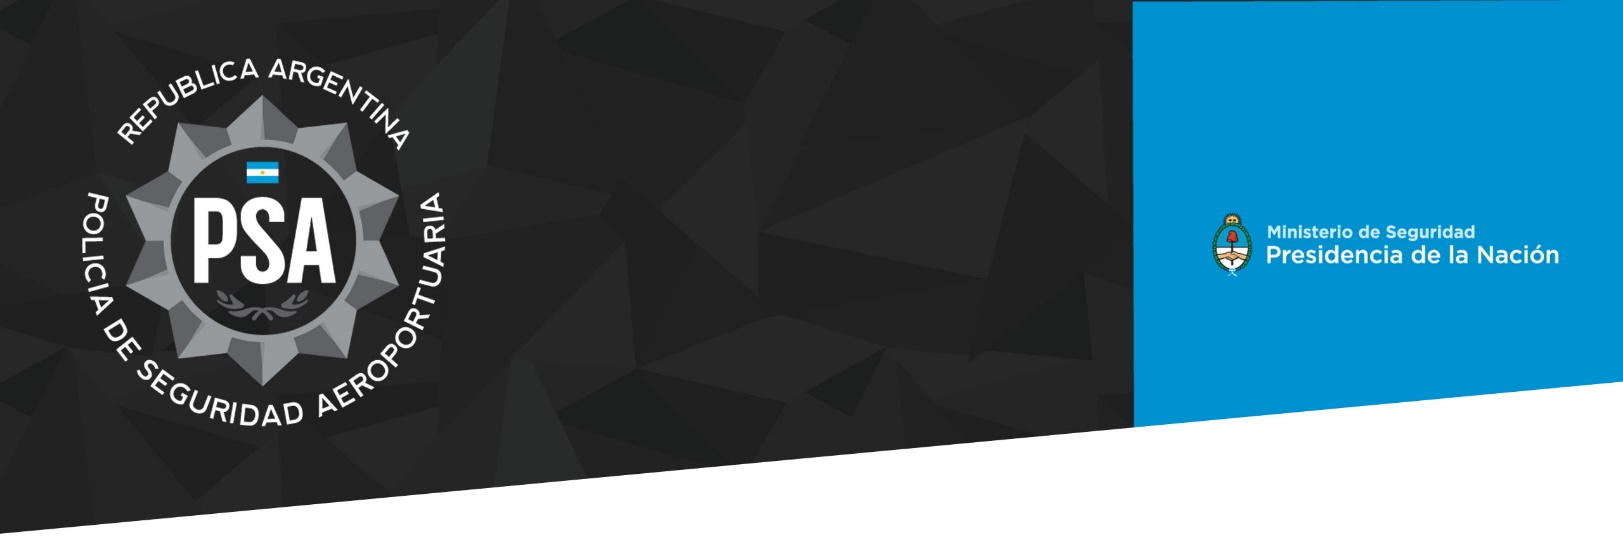 REPUBLICA ARGENTINA
PSA
POLICIA DE SEGURIDAD AEROPORTUARIA
Ministerio de Seguridad
Presidencia de la Nación